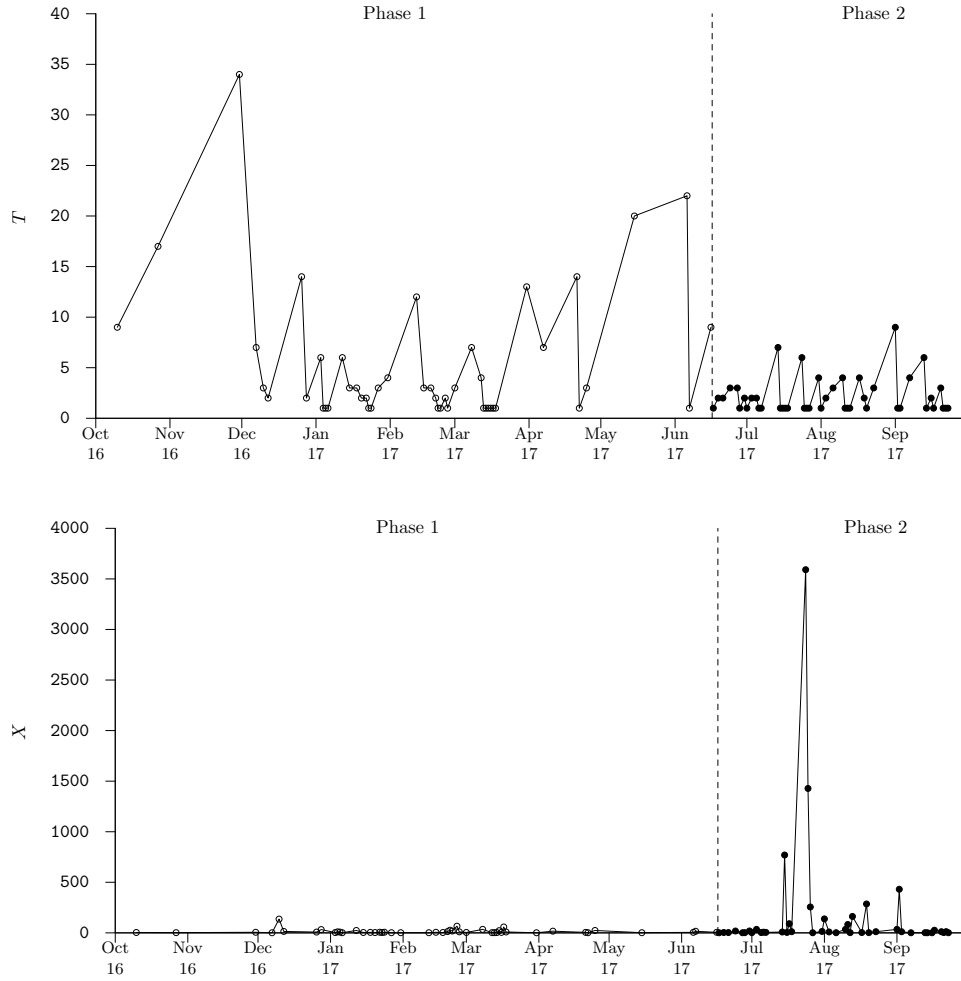 Phase 1 Phase 2
40
35
30
25
20
15
10
5
0
T
Oct Nov Dec Jan Feb Mar Apr May Jun Jul Aug Sep
16 16 16 17 17 17 17 17 17 17 17 17
Phase 1 Phase 2
4000
3500
3000
2500
2000
1500
1000
500
0
X
Oct Nov Dec Jan Feb Mar Apr May Jun Jul Aug Sep
16 16 16 17 17 17 17 17 17 17 17 17